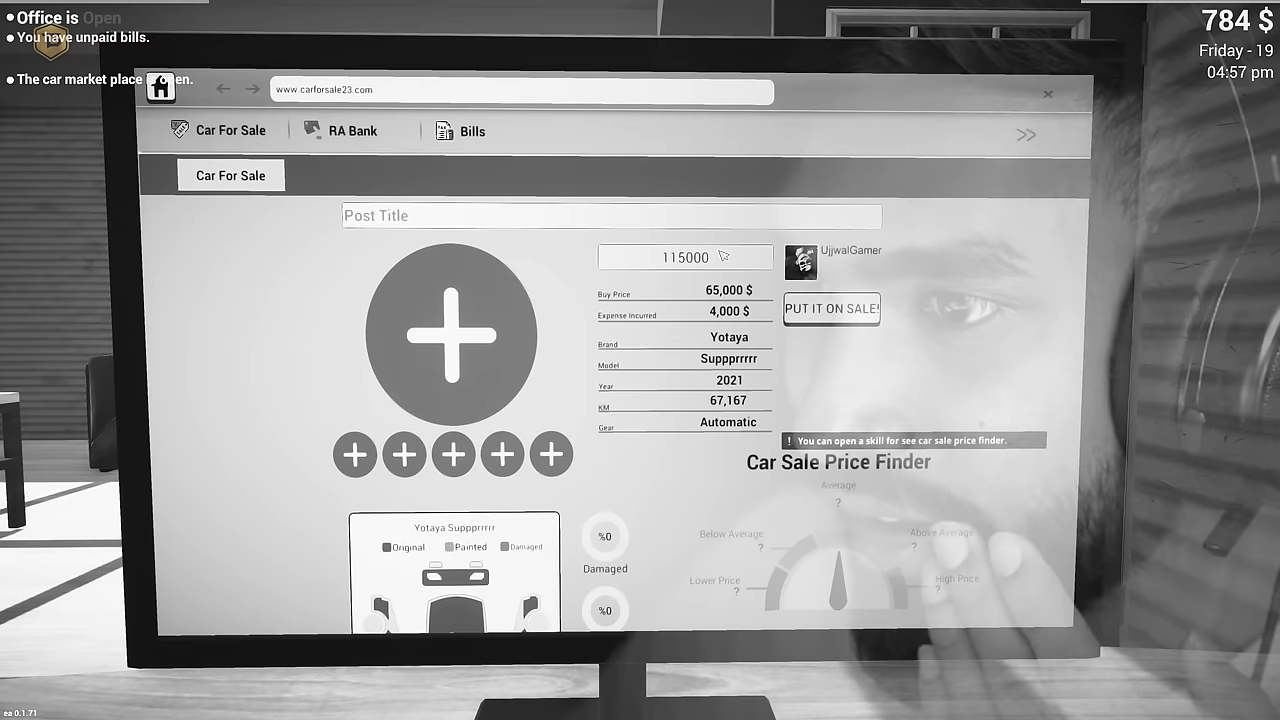 Office is Open
You have unpaid bills.
The car market place is open.
784 $
Friday - 19
04:57 pm
www.carforsale23.com
Car For Sale
RA Bank
Bills
>>
Car For Sale
Post Title
115000
UjjwalGamer
Buy Price 65,000 $
PUT IT ON SALE!
Expense Incurred 4,000 $
Brand Yotaya
Model Supppprrrrr
Year 2021
KM 67,167
Gear Automatic
! You can open a skill for see car sale price finder.
Car Sale Price Finder
Average
?
Below Average
?
Above Average
?
Lower Price
?
High Price
?
Yotaya Supppprrrrr
Original Painted Damaged
%0
Damaged
%0
ea 0.1.71